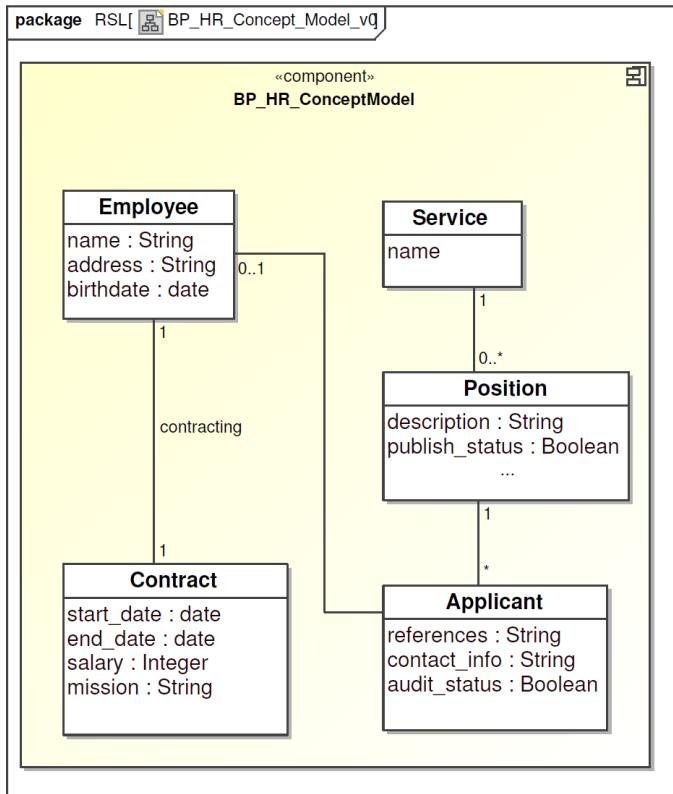 package RSL[ BP_HR_Concept_Model_v0]
«component»
BP_HR_ConceptModel
Employee
name : String
address : String
birthdate : date
0..1
1
contracting
1
Contract
start_date : date
end_date : date
salary : Integer
mission : String
Service
name
1
0..*
Position
description : String
publish_status : Boolean
...
1
*
Applicant
references : String
contact_info : String
audit_status : Boolean